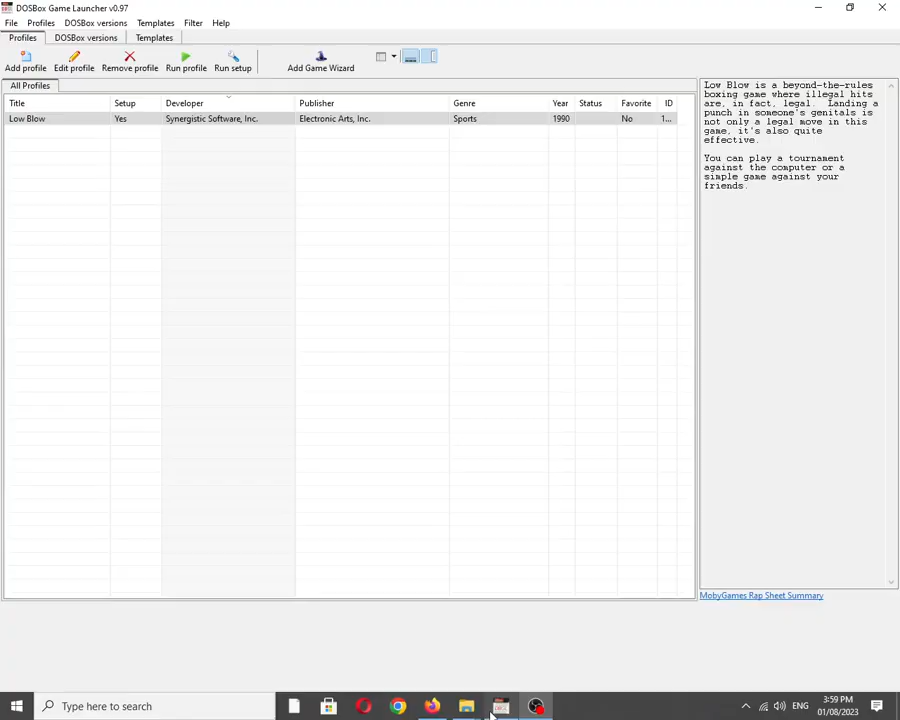 DOSBox Game Launcher v0.97
File Profiles DOSBox versions Templates Filter Help
Profiles DOSBox versions Templates
Add profile Edit profile Remove profile Run profile Run setup Add Game Wizard
All Profiles
Title Setup Developer Publisher Genre Year Status Favorite ID
Low Blow Yes Synergistic Software, Inc. Electronic Arts, Inc. Sports 1990 No 1...
Low Blow is a beyond-the-rules
boxing game where illegal hits
are, in fact, legal.  Landing a
punch in someone's genitals is
not only a legal move in this
game, it's also quite
effective.
You can play a tournament
against the computer or a
simple game against your
friends.
MobyGames Rap Sheet Summary
Type here to search
ENG
3:59 PM
01/08/2023